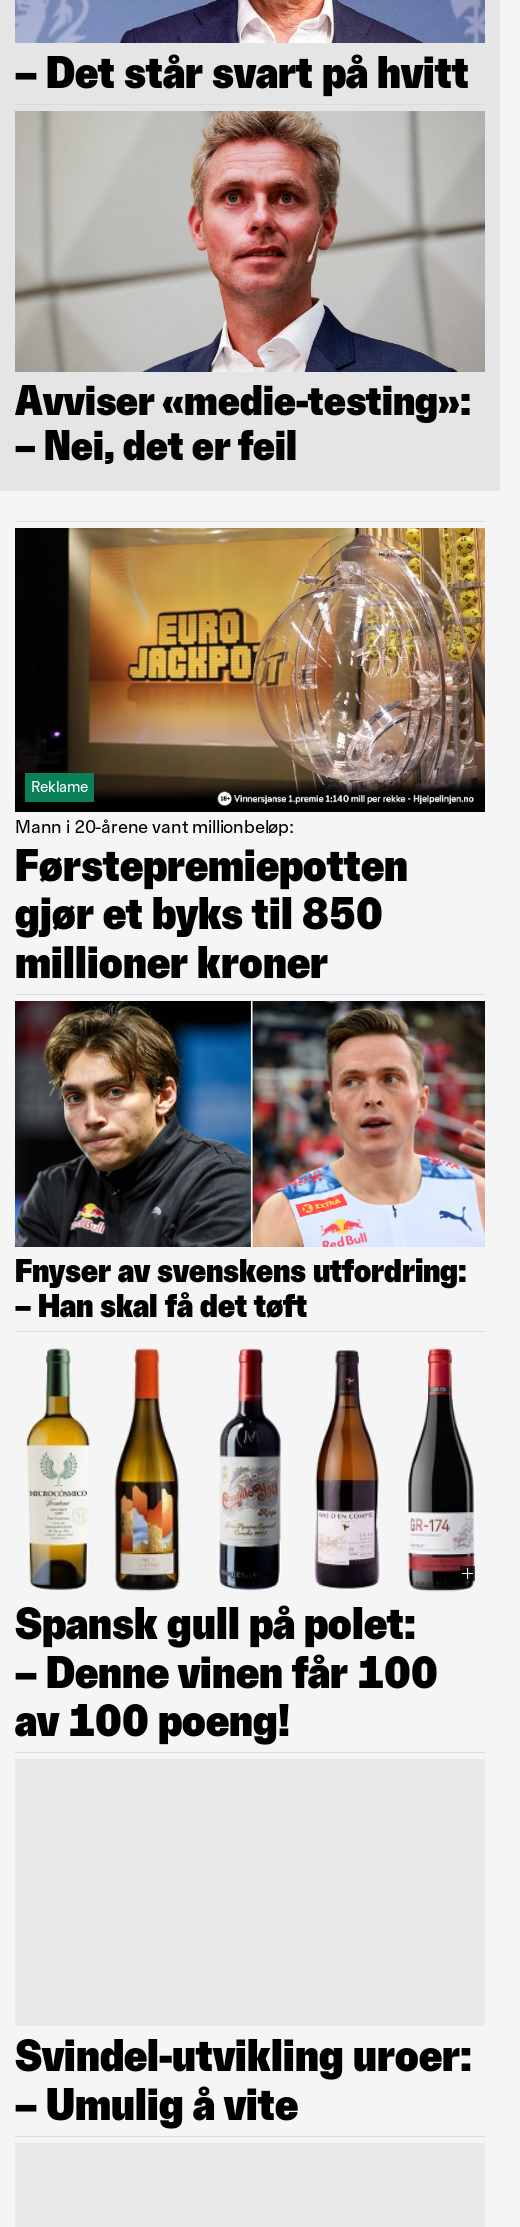 – Det står svart på hvitt
Avviser «medie-testing»:
– Nei, det er feil
EURO
JACKPOT
Reklame
18+ Vinnersjanse 1.premie 1:140 mill per rekke - Hjelpelinjen.no
Mann i 20-årene vant millionbeløp:
Førstepremiepotten
gjør et byks til 850
millioner kroner
Red Bull
EXTRA
Red Bull
Fnyser av svenskens utfordring:
– Han skal få det tøft
MICROCÓSMICO
GR-174
Spansk gull på polet:
– Denne vinen får 100
av 100 poeng!
Svindel-utvikling uroer:
– Umulig å vite